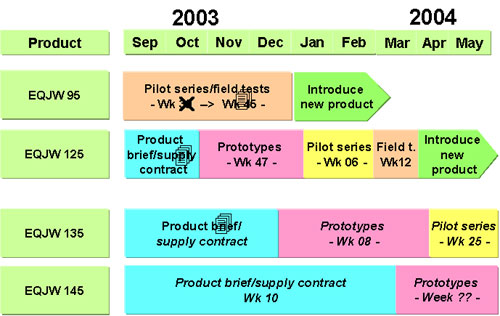 2003
2004
Product
Sep Oct Nov Dec Jan Feb Mar Apr May
EQJW 95
Pilot series/field tests
- Wk --> Wk 45 -
Introduce
new product
EQJW 125
Product
brief/supply
contract
Prototypes
- Wk 47 -
Pilot series
- Wk 06 -
Field t.
Wk12
Introduce
new
product
EQJW 135
Product brief/
supply contract
Prototypes
- Wk 08 -
Pilot series
- Wk 25 -
EQJW 145
Product brief/supply contract
Wk 10
Prototypes
- Week ?? -